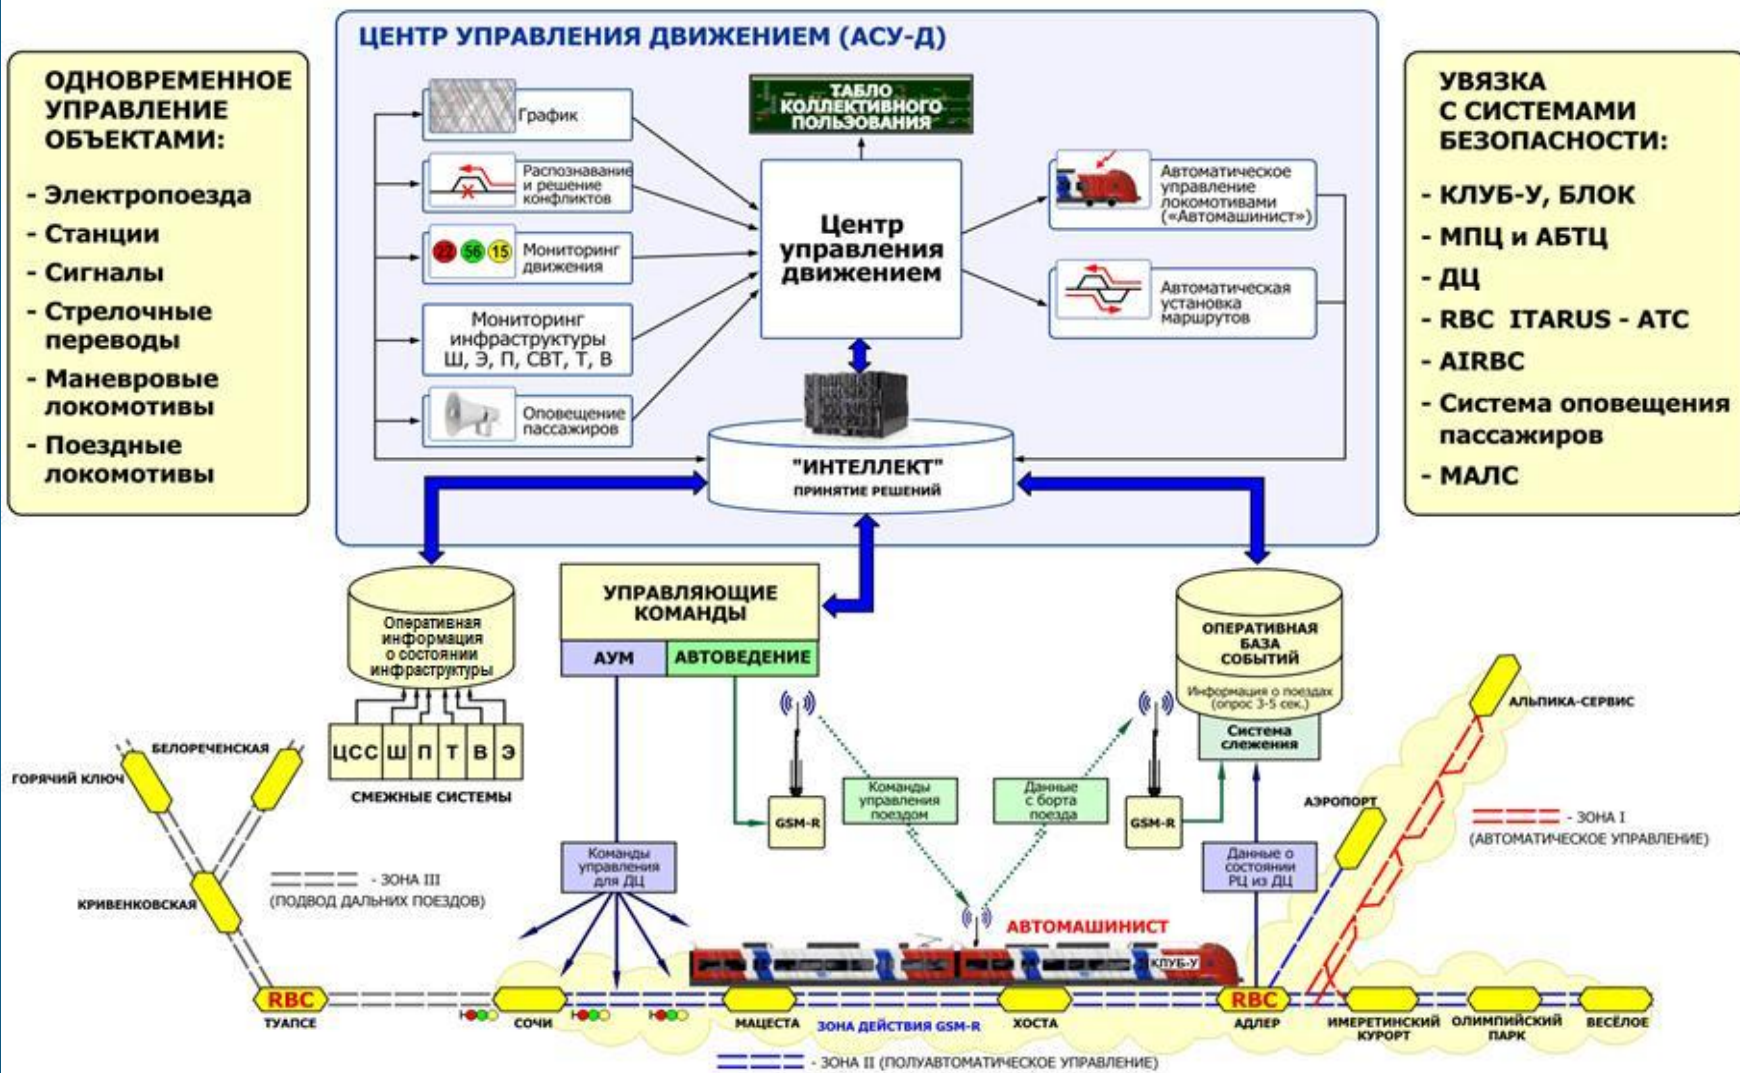 ЦЕНТР УПРАВЛЕНИЯ ДВИЖЕНИЕМ (АСУ-Д)
ОДНОВРЕМЕННОЕ
УПРАВЛЕНИЕ
ОБЪЕКТАМИ:
- Электропоезда
- Станции
- Сигналы
- Стрелочные
переводы
- Маневровые
локомотивы
- Поездные
локомотивы
График
Распознавание
и решение
конфликтов
22 56 15
Мониторинг
движения
Мониторинг
инфраструктуры
Ш, Э, П, СВТ, Т, В
Оповещение
пассажиров
ТАБЛО
КОЛЛЕКТИВНОГО
ПОЛЬЗОВАНИЯ
Центр
управления
движением
"ИНТЕЛЛЕКТ"
ПРИНЯТИЕ РЕШЕНИЙ
Автоматическое
управление
локомотивами
(«Автомашинист»)
Автоматическая
установка
маршрутов
УВЯЗКА
С СИСТЕМАМИ
БЕЗОПАСНОСТИ:
- КЛУБ-У, БЛОК
- МПЦ и АБТЦ
- ДЦ
- RBC ITARUS - ATC
- AIRBC
- Система оповещения
пассажиров
- МАЛС
Оперативная
информация
о состоянии
инфраструктуры
ЦСС Ш П Т В Э
СМЕЖНЫЕ СИСТЕМЫ
УПРАВЛЯЮЩИЕ
КОМАНДЫ
АУМ АВТОВЕДЕНИЕ
ОПЕРАТИВНАЯ
БАЗА
СОБЫТИЙ
Информация о поездах
(опрос 3-5 сек.)
Система
слежения
GSM-R
Команды
управления
поездом
Данные
с борта
поезда
GSM-R
Команды
управления
для ДЦ
Данные о
состоянии
РЦ из ДЦ
АЛЬПИКА-СЕРВИС
АЭРОПОРТ
- ЗОНА I
(АВТОМАТИЧЕСКОЕ УПРАВЛЕНИЕ)
БЕЛОРЕЧЕНСКАЯ
ГОРЯЧИЙ КЛЮЧ
КРИВЕНКОВСКАЯ
- ЗОНА III
(ПОДВОД ДАЛЬНИХ ПОЕЗДОВ)
АВТОМАШИНИСТ
КЛУБ-У
RBC
ТУАПСЕ
СОЧИ
МАЦЕСТА
ЗОНА ДЕЙСТВИЯ GSM-R
ХОСТА
RBC
АДЛЕР
ИМЕРЕТИНСКИЙ
КУРОРТ
ОЛИМПИЙСКИЙ
ПАРК
ВЕСЁЛОЕ
- ЗОНА II (ПОЛУАВТОМАТИЧЕСКОЕ УПРАВЛЕНИЕ)